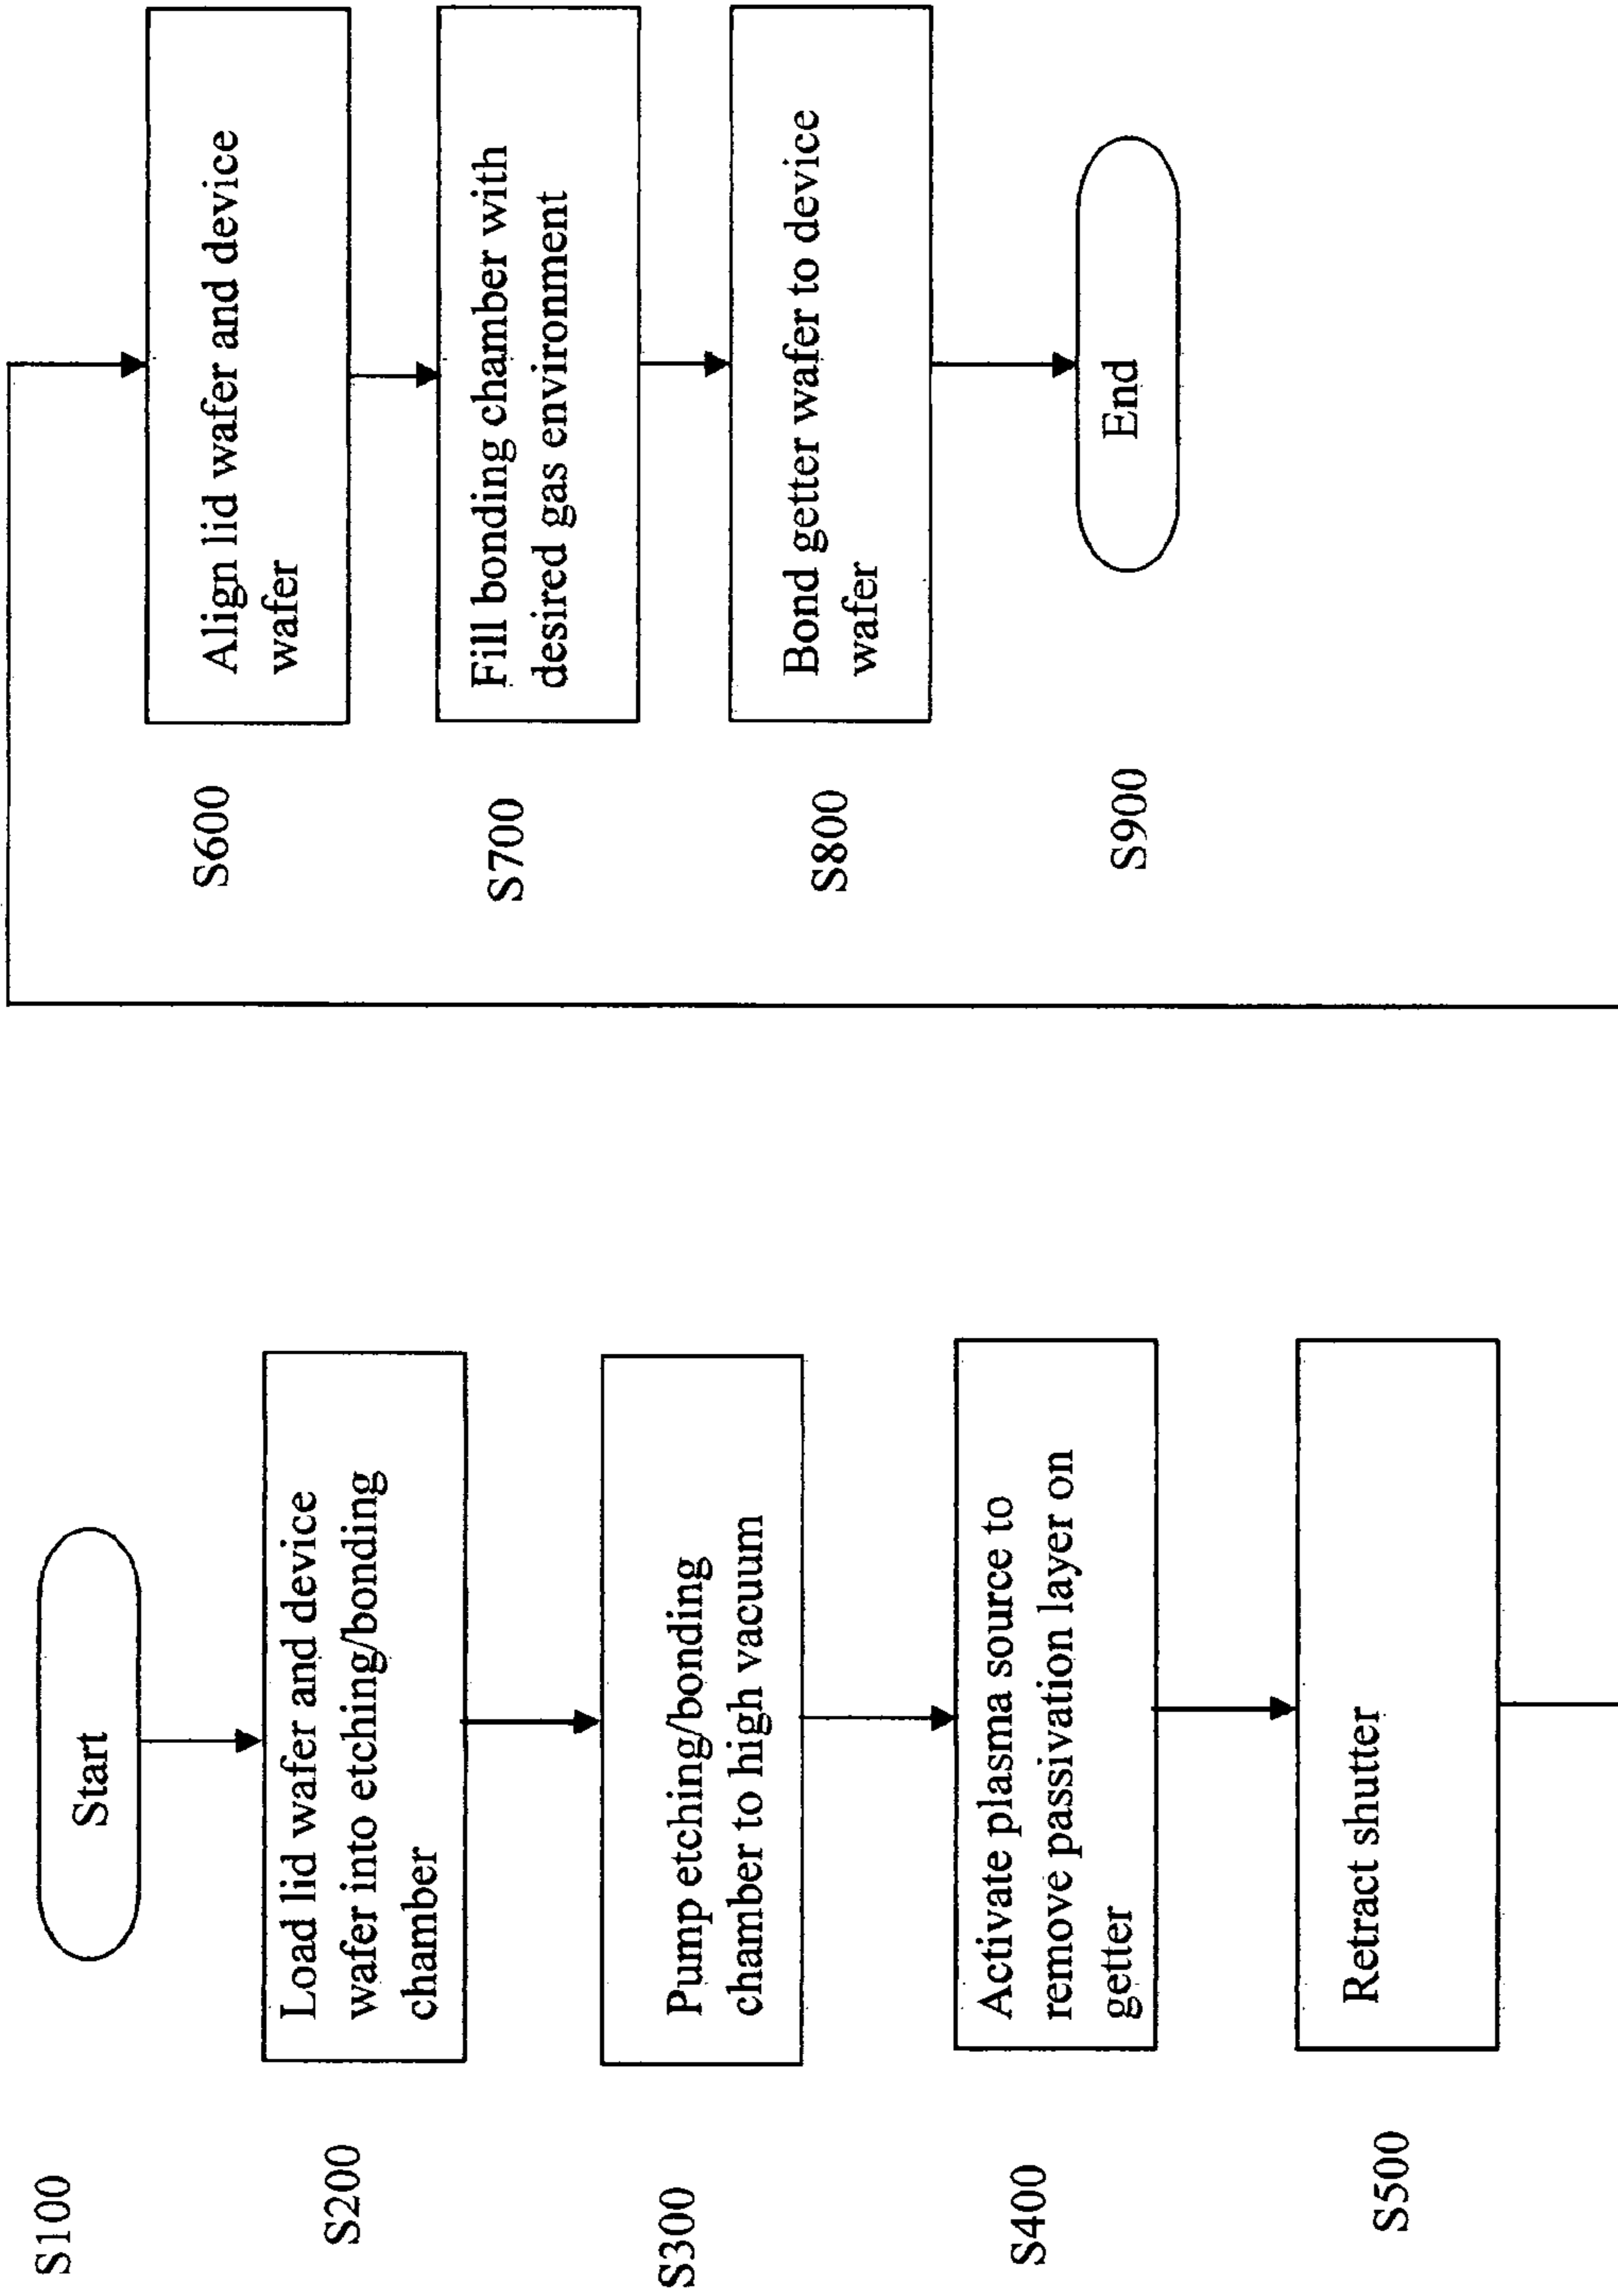 S100
Start
S200
Load lid wafer and device
wafer into etching/bonding
chamber
S300
Pump etching/bonding
chamber to high vacuum
S400
Activate plasma source to
remove passivation layer on
getter
S500
Retract shutter
S600
Align lid wafer and device
wafer
S700
Fill bonding chamber with
desired gas environment
S800
Bond getter wafer to device
wafer
S900
End